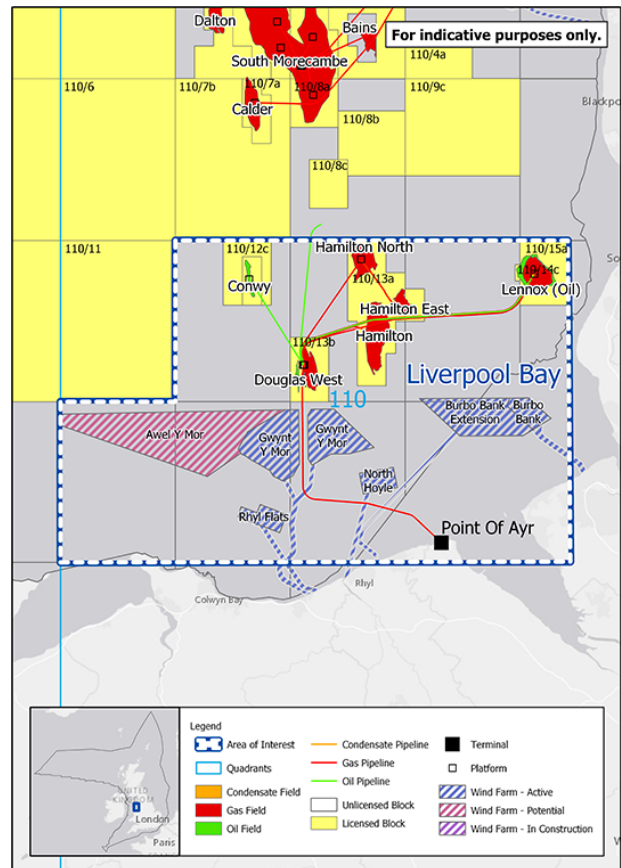 Dalton
Bains
For indicative purposes only.
South Morecambe
110/4a
110/6
110/7b
110/7a
110/8a
110/9c
Calder
110/8b
110/8c
110/11
110/12c
Hamilton North
110/15a
Conwy
110/13a
110/14c
Lennox (Oil)
Hamilton East
Hamilton
110/13b
Douglas West
Liverpool Bay
110
Burbo Bank
Extension
Burbo
Bank
Awel Y Mor
Gwynt
Y Mor
Gwynt
Y Mor
North
Hoyle
Rhyl Flats
Point Of Ayr
Rhyl
Colwyn Bay
Legend
Area of Interest
Quadrants
Condensate Field
Gas Field
Oil Field
Condensate Pipeline
Gas Pipeline
Oil Pipeline
Unlicensed Block
Licensed Block
Terminal
Platform
Wind Farm - Active
Wind Farm - Potential
Wind Farm - In Construction
UNITED
KINGDOM
London
Paris